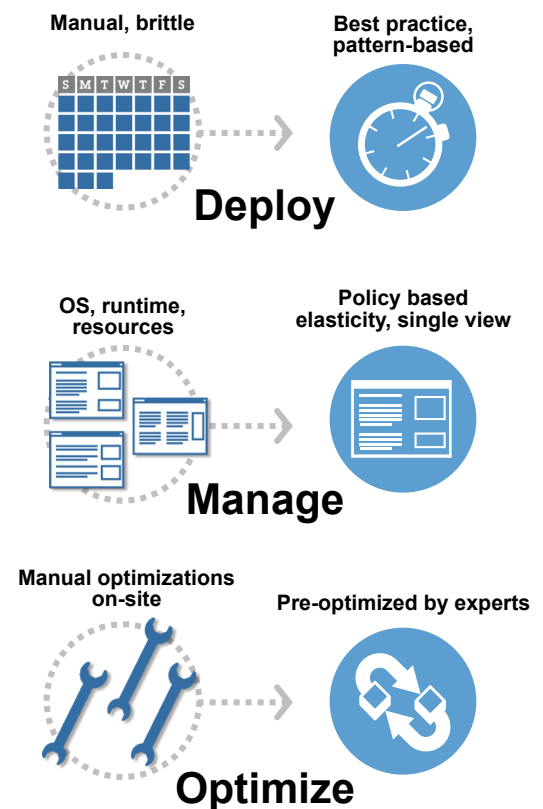 Manual, brittle
Best practice,
pattern-based
S M T W T F S
Deploy
OS, runtime,
resources
Policy based
elasticity, single view
Manage
Manual optimizations
on-site
Pre-optimized by experts
Optimize